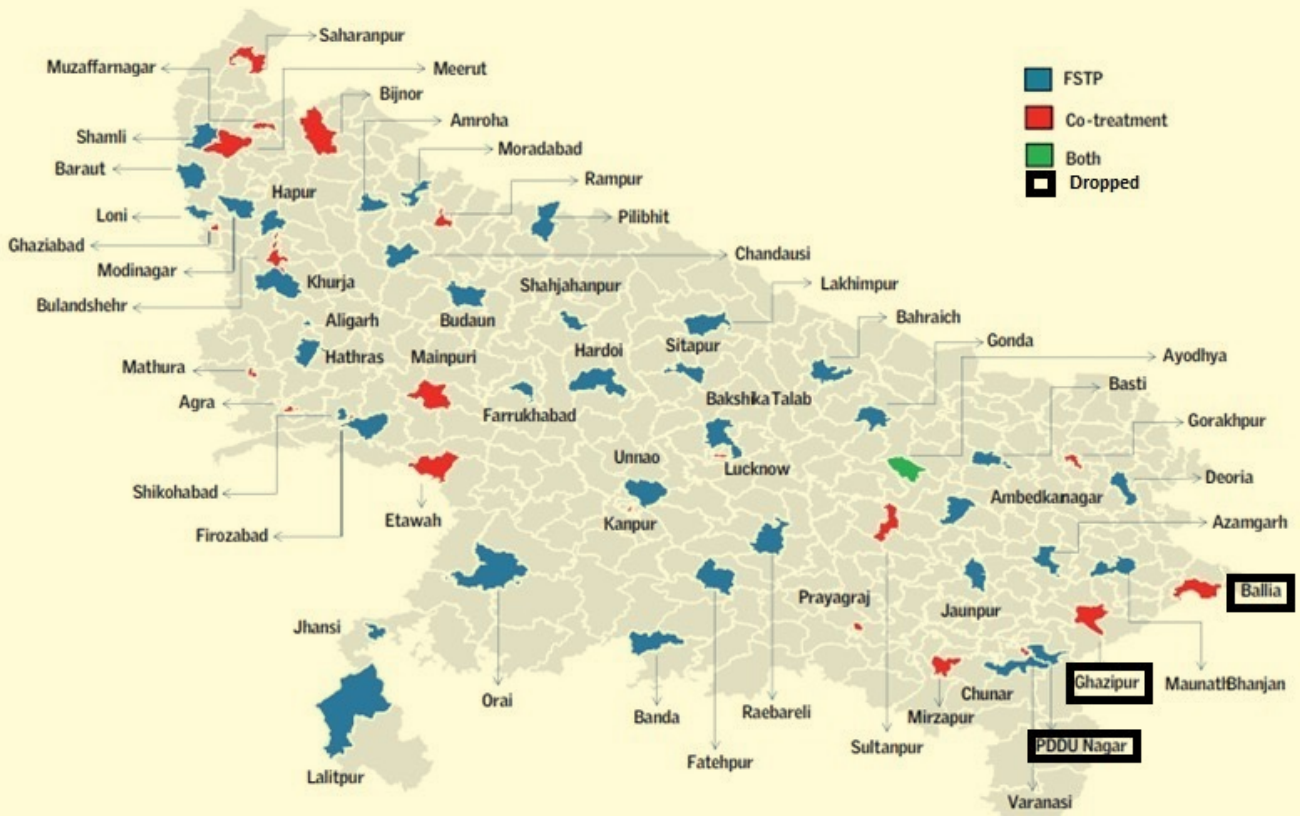 Saharanpur
Muzaffarnagar
Meerut
Bijnor
Amroha
Shamli
Moradabad
Baraut
Rampur
Hapur
Loni
Pilibhit
Ghaziabad
Chandausi
Modinagar
Khurja
Shahjahanpur
Lakhimpur
Bulandshehr
Aligarh
Budaun
Bahraich
Sitapur
Gonda
Hardoi
Hathras
Mainpuri
Ayodhya
Mathura
Basti
Bakshika Talab
Agra
Farrukhabad
Gorakhpur
Unnao
Lucknow
Deoria
Shikohabad
Ambedkarnagar
Etawah
Kanpur
Azamgarh
Firozabad
Ballia
Prayagraj
Jaunpur
Jhansi
Ghazipur
MaunathBhanjan
Chunar
Orai
Banda
Raebareli
Mirzapur
Sultanpur
PDDU Nagar
Fatehpur
Lalitpur
Varanasi
FSTP
Co-treatment
Both
Dropped